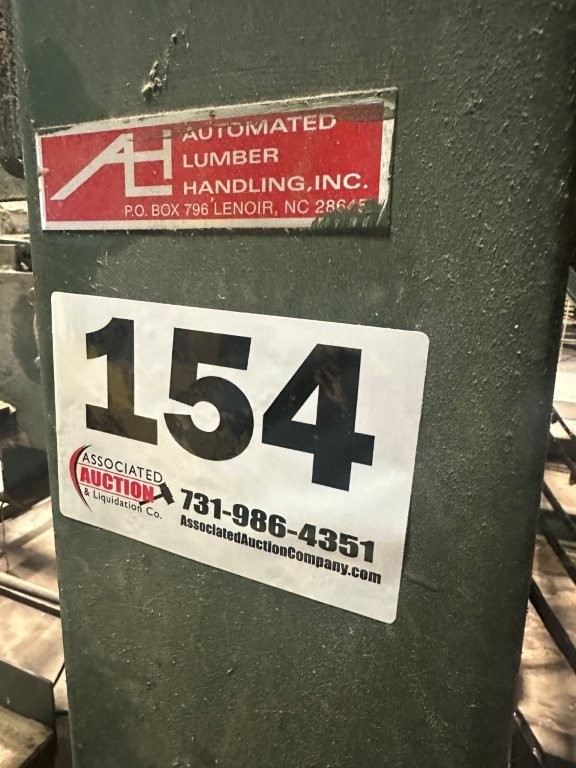 ALH
AUTOMATED
LUMBER
HANDLING, INC.
P.O. BOX 796 LENOIR, NC 28645
154
ASSOCIATED
AUCTION
& Liquidation Co.
731-986-4351
AssociatedAuctionCompany.com